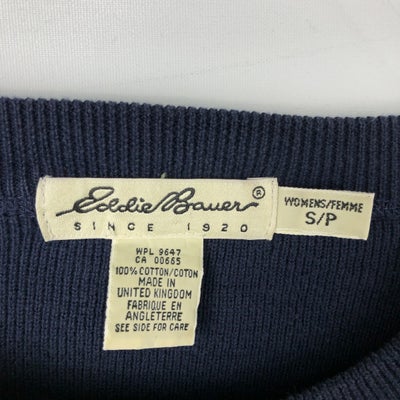 Eddie Bauer ®
SINCE 1920
WOMENS/FEMME
S/P
WPL 9647
CA 00665
100% COTTON/COTON
MADE IN
UNITED KINGDOM
FABRIQUE EN
ANGLETERRE
SEE SIDE FOR CARE